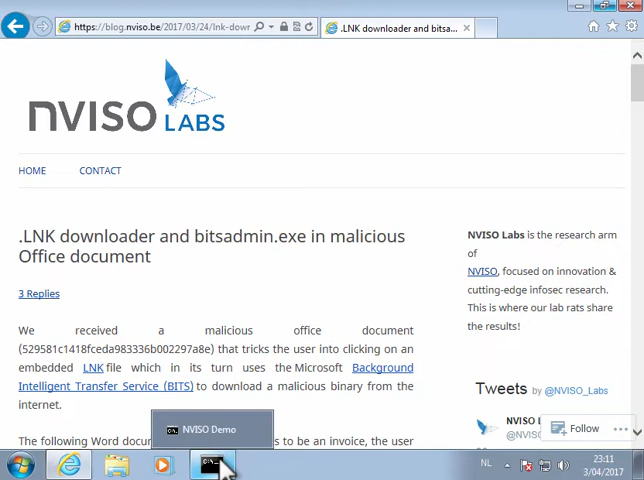 https://blog.nviso.be/2017/03/24/lnk-dowr
.LNK downloader and bitsa...
nviso LABS
HOME CONTACT
.LNK downloader and bitsadmin.exe in malicious
Office document
3 Replies
We received a malicious office document
(529581c1418fceda983336b002297a8e) that tricks the user into clicking on an
embedded LNK file which in its turn uses the Microsoft Background
Intelligent Transfer Service (BITS) to download a malicious binary from the
internet.
The following Word docu
s to be an invoice, the user
NVISO Labs is the research arm
of
NVISO, focused on innovation &
cutting-edge infosec research.
This is where our lab rats share
the results!
Tweets by @NVISO_Labs
NVISO L
@NVISO
Follow
NVISO Demo
C:\_
NL
23:11
3/04/2017